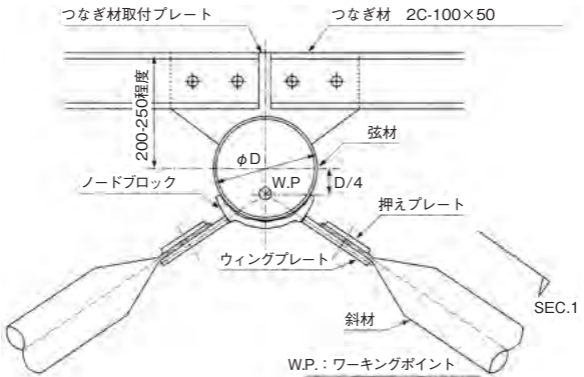 つなぎ材取付プレート
つなぎ材 2C-100×50
200-250程度
弦材
φD
W.P
D/4
ノードブロック
押えプレート
ウィングプレート
SEC.1
斜材
W.P.：ワーキングポイント